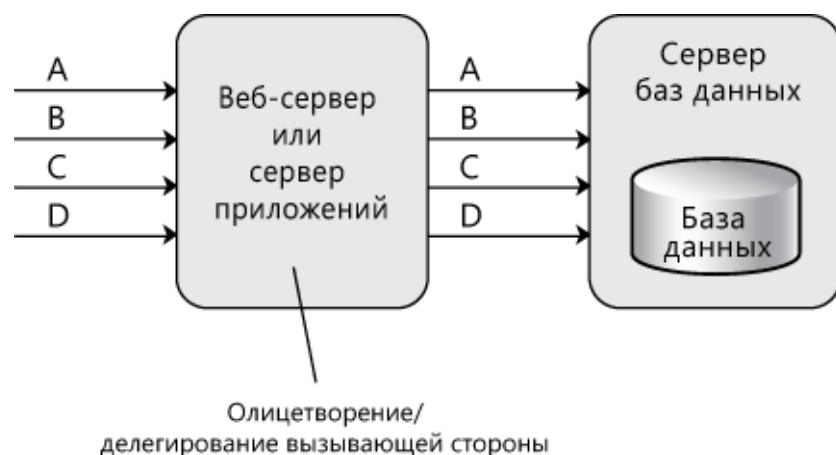 A
B
C
D
Веб-сервер
или
сервер
приложений
A
B
C
D
Сервер
баз данных
База
данных
Олицетворение/
делегирование вызывающей стороны